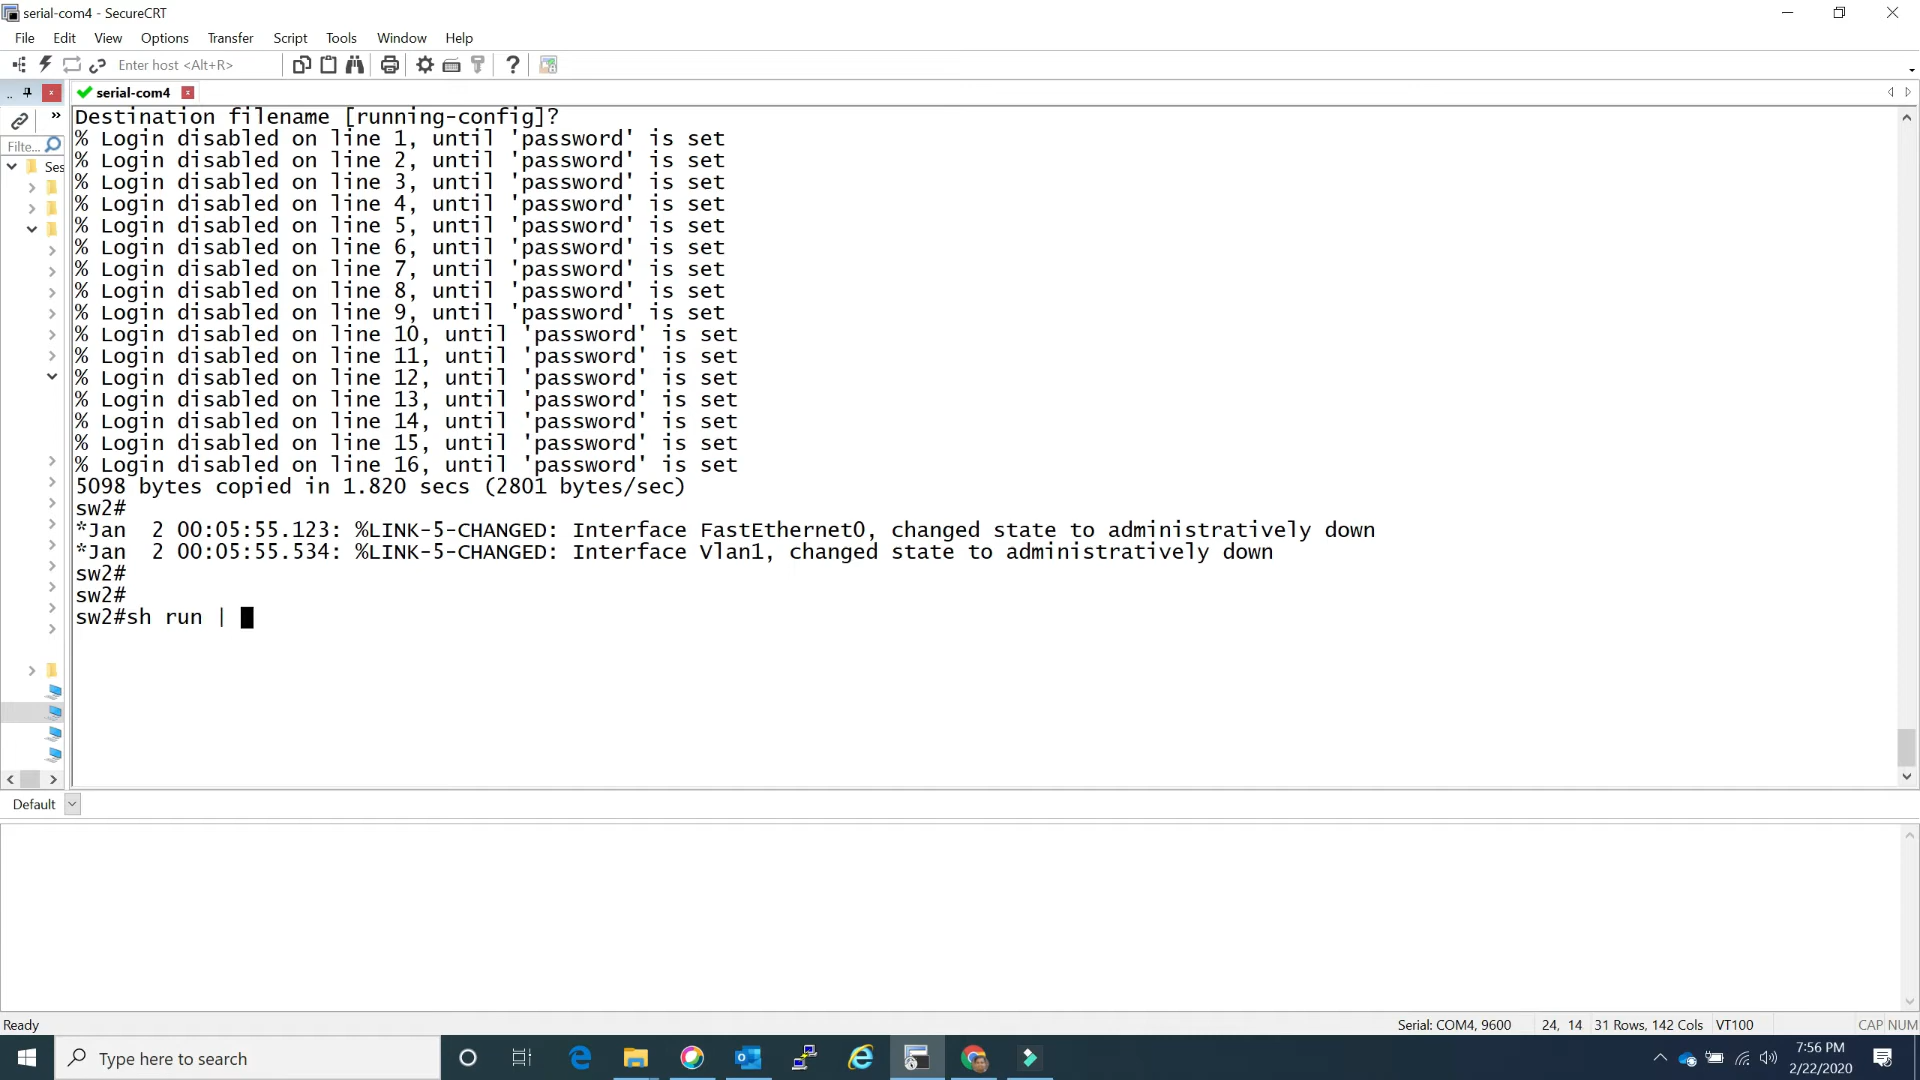 serial-com4 - SecureCRT
File Edit View Options Transfer Script Tools Window Help
Enter host <Alt+R>
serial-com4
Filte...
Ses
Destination filename [running-config]?
% Login disabled on line 1, until 'password' is set
% Login disabled on line 2, until 'password' is set
% Login disabled on line 3, until 'password' is set
% Login disabled on line 4, until 'password' is set
% Login disabled on line 5, until 'password' is set
% Login disabled on line 6, until 'password' is set
% Login disabled on line 7, until 'password' is set
% Login disabled on line 8, until 'password' is set
% Login disabled on line 9, until 'password' is set
% Login disabled on line 10, until 'password' is set
% Login disabled on line 11, until 'password' is set
% Login disabled on line 12, until 'password' is set
% Login disabled on line 13, until 'password' is set
% Login disabled on line 14, until 'password' is set
% Login disabled on line 15, until 'password' is set
% Login disabled on line 16, until 'password' is set
5098 bytes copied in 1.820 secs (2801 bytes/sec)
sw2#
*Jan  2 00:05:55.123: %LINK-5-CHANGED: Interface FastEthernet0, changed state to administratively down
*Jan  2 00:05:55.534: %LINK-5-CHANGED: Interface Vlan1, changed state to administratively down
sw2#
sw2#
sw2#sh run |
Default
Ready
Serial: COM4, 9600 24, 14 31 Rows, 142 Cols VT100 CAP NUM
Type here to search
7:56 PM
2/22/2020